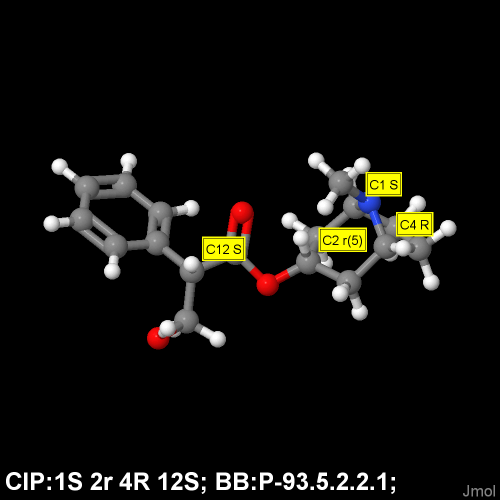 C1 S
C4 R
C2 r(5)
C12 S
CIP:1S 2r 4R 12S; BB:P-93.5.2.2.1;
Jmol